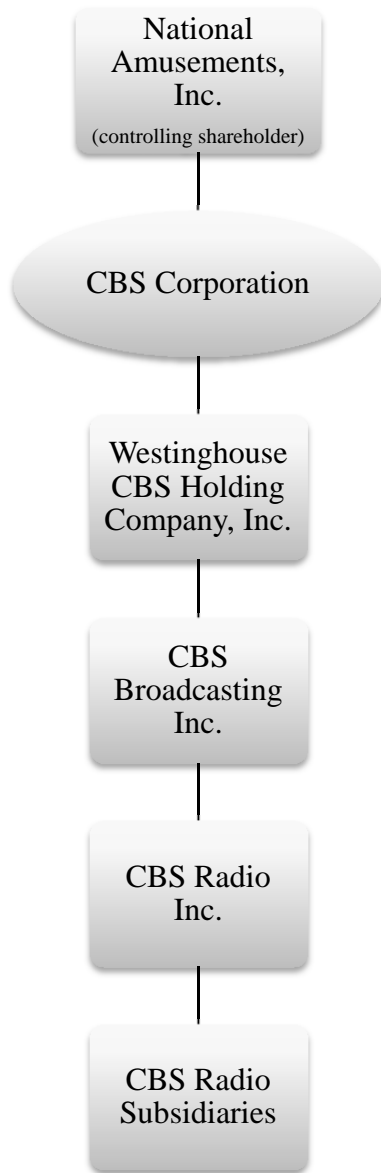 National
Amusements,
Inc.
(controlling shareholder)
CBS Corporation
Westinghouse
CBS Holding
Company, Inc.
CBS
Broadcasting
Inc.
CBS Radio
Inc.
CBS Radio
Subsidiaries